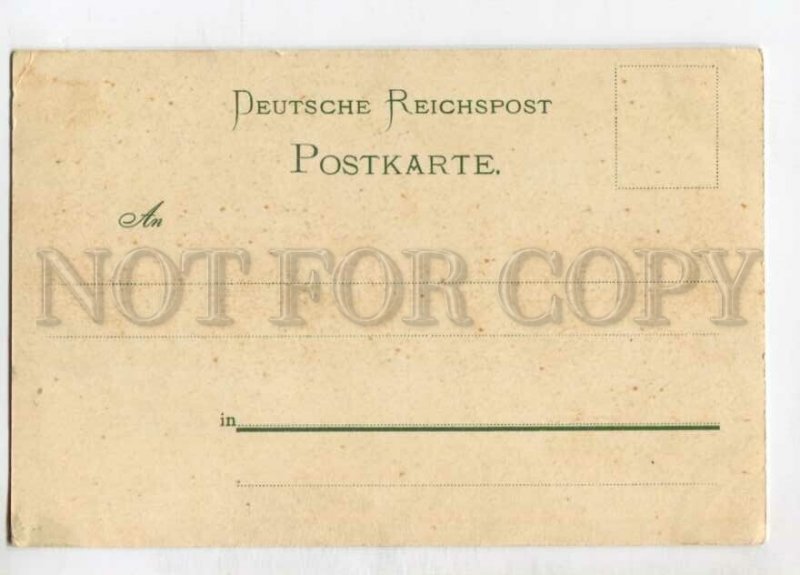 DEUTSCHE REICHSPOST
POSTKARTE.
An
NOT FOR COPY
in